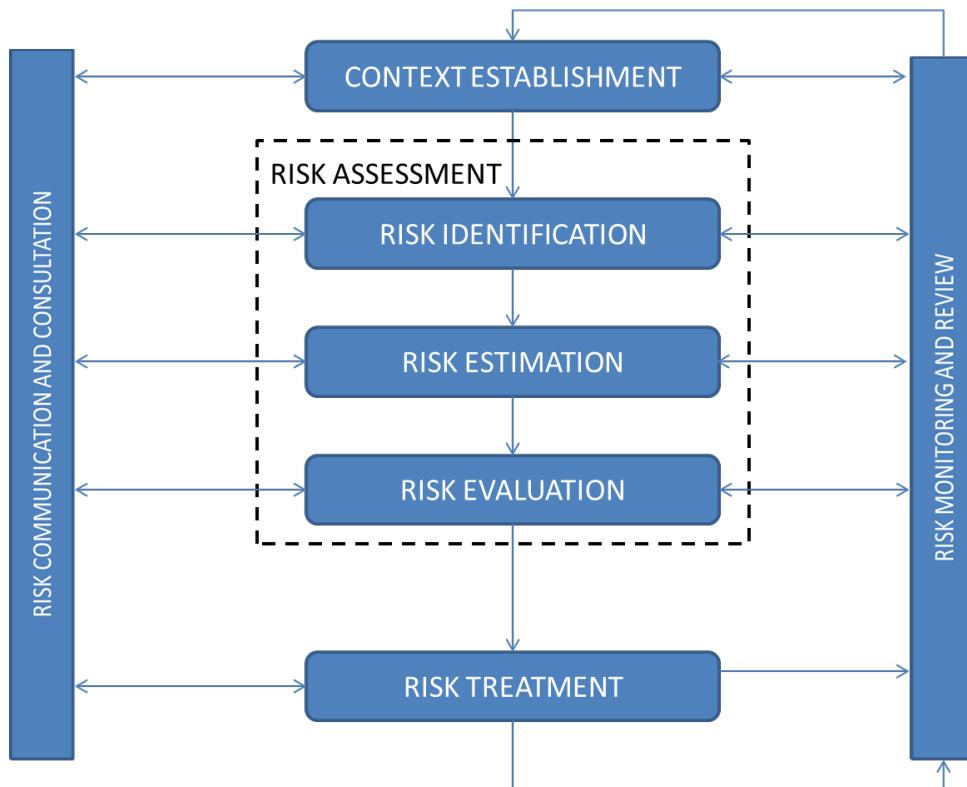 CONTEXT ESTABLISHMENT
RISK ASSESSMENT
RISK IDENTIFICATION
RISK ESTIMATION
RISK EVALUATION
RISK TREATMENT
RISK COMMUNICATION AND CONSULTATION
RISK MONITORING AND REVIEW